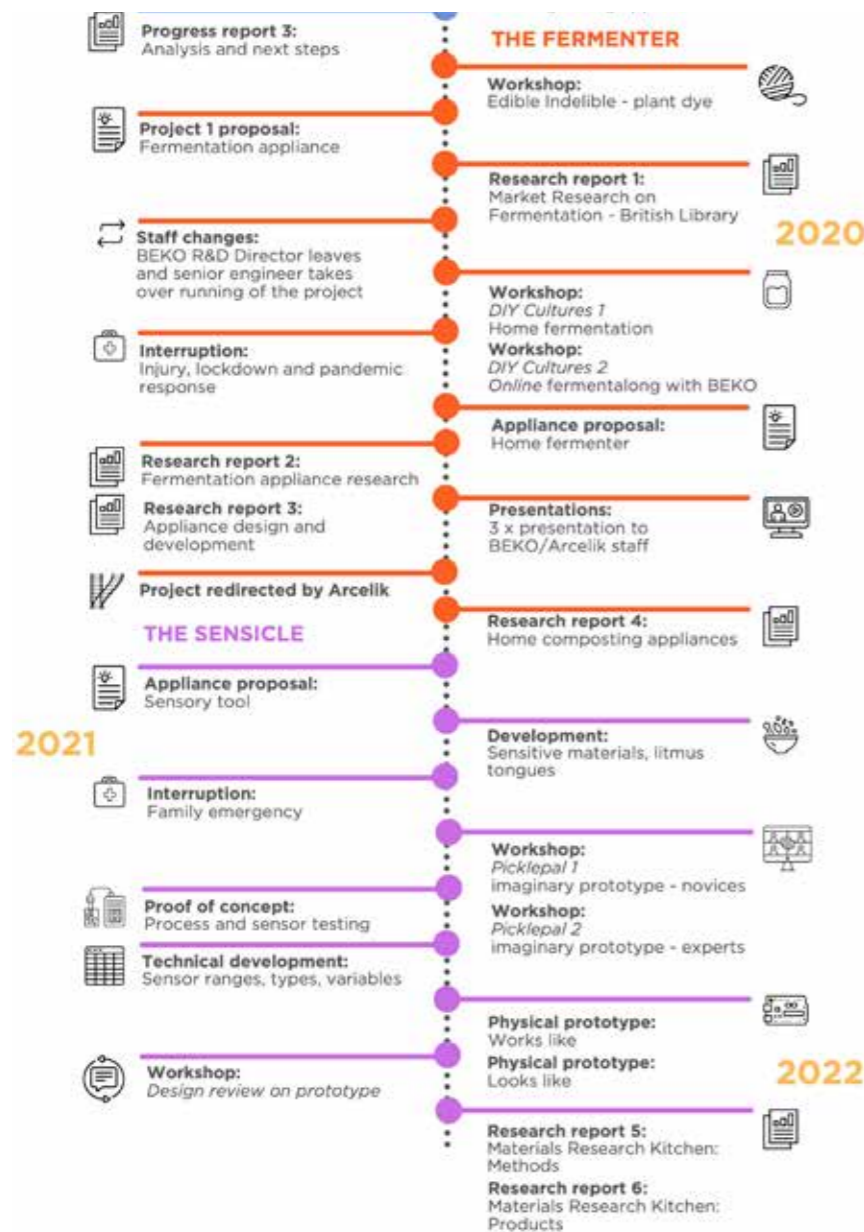 Progress report 3:
Analysis and next steps
THE FERMENTER
Workshop:
Edible Indelible - plant dye
Project 1 proposal:
Fermentation appliance
Research report 1:
Market Research on
Fermentation - British Library
2020
Staff changes:
BEKO R&D Director leaves
and senior engineer takes
over running of the project
Workshop:
DIY Cultures 1
Home fermentation
Workshop:
DIY Cultures 2
Online fermentalong with BEKO
Interruption:
Injury, lockdown and pandemic
response
Appliance proposal:
Home fermenter
Research report 2:
Fermentation appliance research
Research report 3:
Appliance design and
development
Presentations:
3 x presentation to
BEKO/Arcelik staff
Project redirected by Arcelik
Research report 4:
Home composting appliances
THE SENSICLE
Appliance proposal:
Sensory tool
2021
Development:
Sensitive materials, litmus
tongues
Interruption:
Family emergency
Workshop:
Picklepal 1
imaginary prototype - novices
Workshop:
Picklepal 2
imaginary prototype - experts
Proof of concept:
Process and sensor testing
Technical development:
Sensor ranges, types, variables
Physical prototype:
Works like
Physical prototype:
Looks like
2022
Workshop:
Design review on prototype
Research report 5:
Materials Research Kitchen:
Methods
Research report 6:
Materials Research Kitchen:
Products